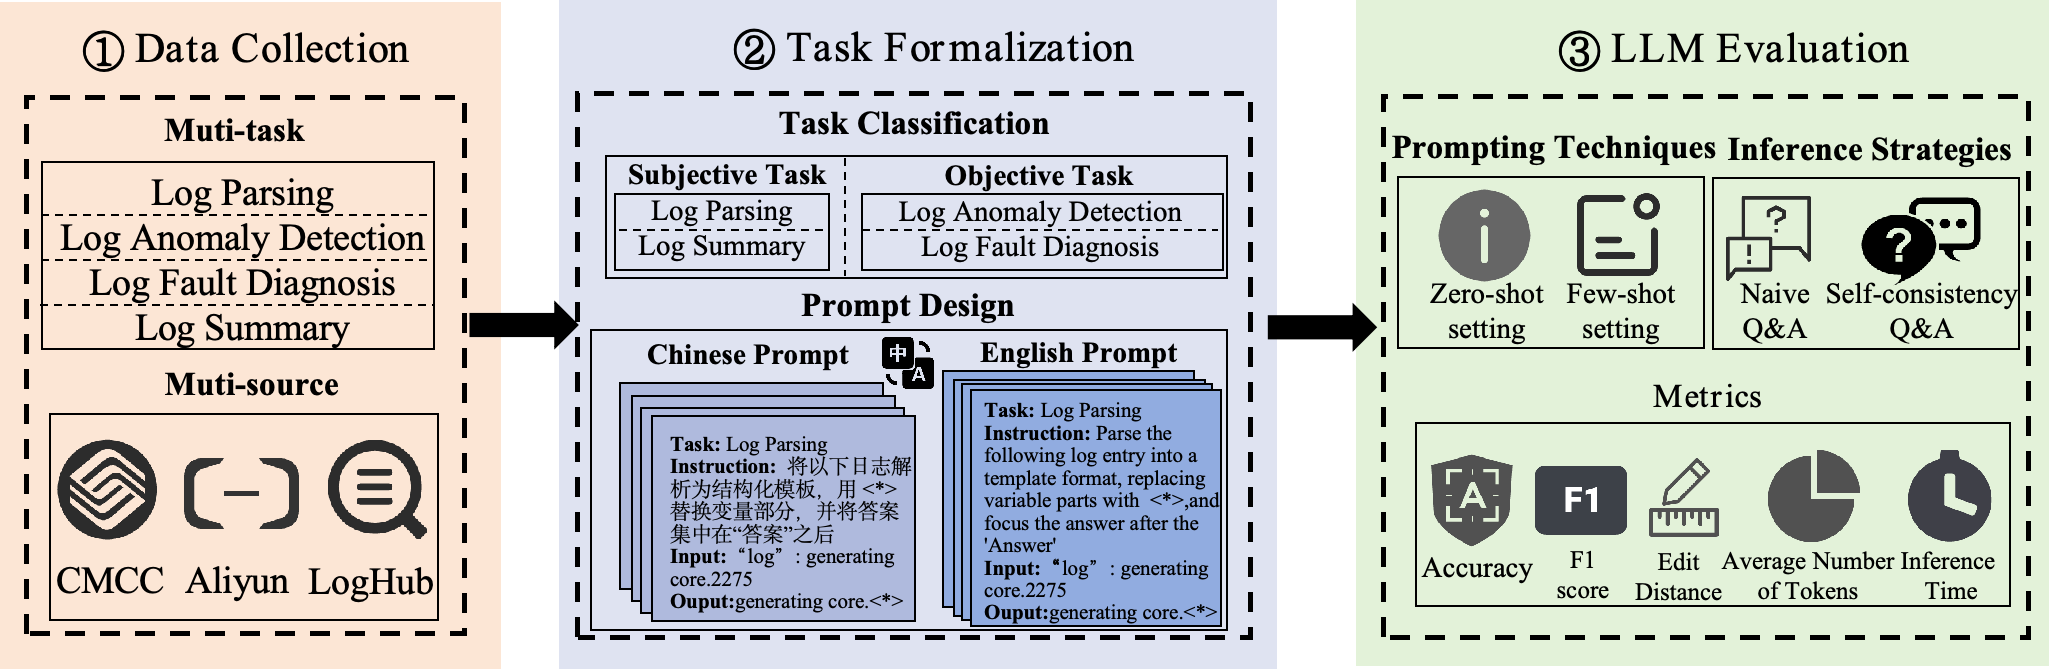 ① Data Collection
Muti-task
Log Parsing
Log Anomaly Detection
Log Fault Diagnosis
Log Summary
Muti-source
CMCC
Aliyun
LogHub
② Task Formalization
Task Classification
Subjective Task
Log Parsing
Log Summary
Objective Task
Log Anomaly Detection
Log Fault Diagnosis
Prompt Design
Chinese Prompt
中
A
English Prompt
Task: Log Parsing
Instruction: 将以下日志解
析为结构化模板，用 <*>
替换变量部分，并将答案
集中在“答案”之后
Input: “log” : generating
core.2275
Ouput:generating core.<*>
Task: Log Parsing
Instruction: Parse the
following log entry into a
template format, replacing
variable parts with <*>,and
focus the answer after the
'Answer'
Input: “log” : generating
core.2275
Ouput:generating core.<*>
③ LLM Evaluation
Prompting Techniques
Zero-shot
setting
Few-shot
setting
Inference Strategies
?
!
Naive
Q&A
?
Self-consistency
Q&A
Metrics
A
Accuracy
F1
F1
score
Edit
Distance
Average Number
of Tokens
Inference
Time